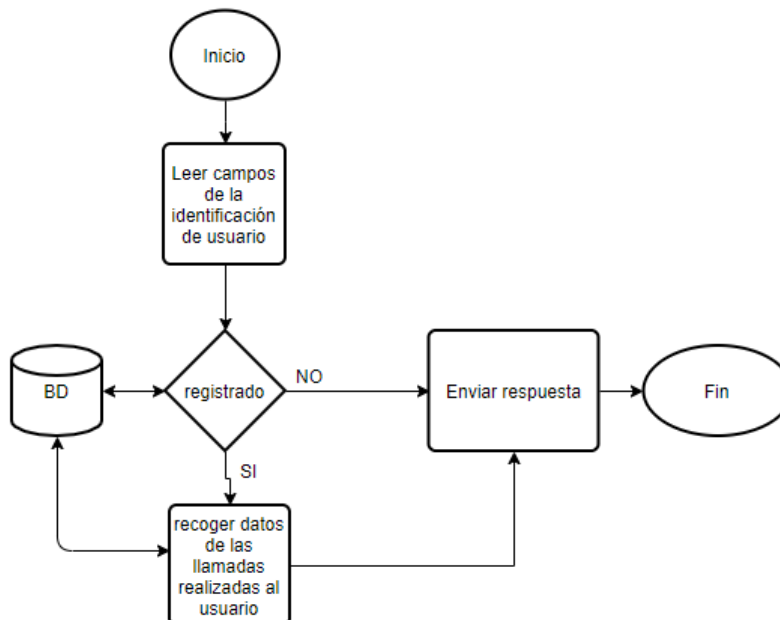 Inicio
Leer campos
de la
identificación
de usuario
BD
registrado
NO
Enviar respuesta
Fin
SI
recoger datos
de las
llamadas
realizadas al
usuario